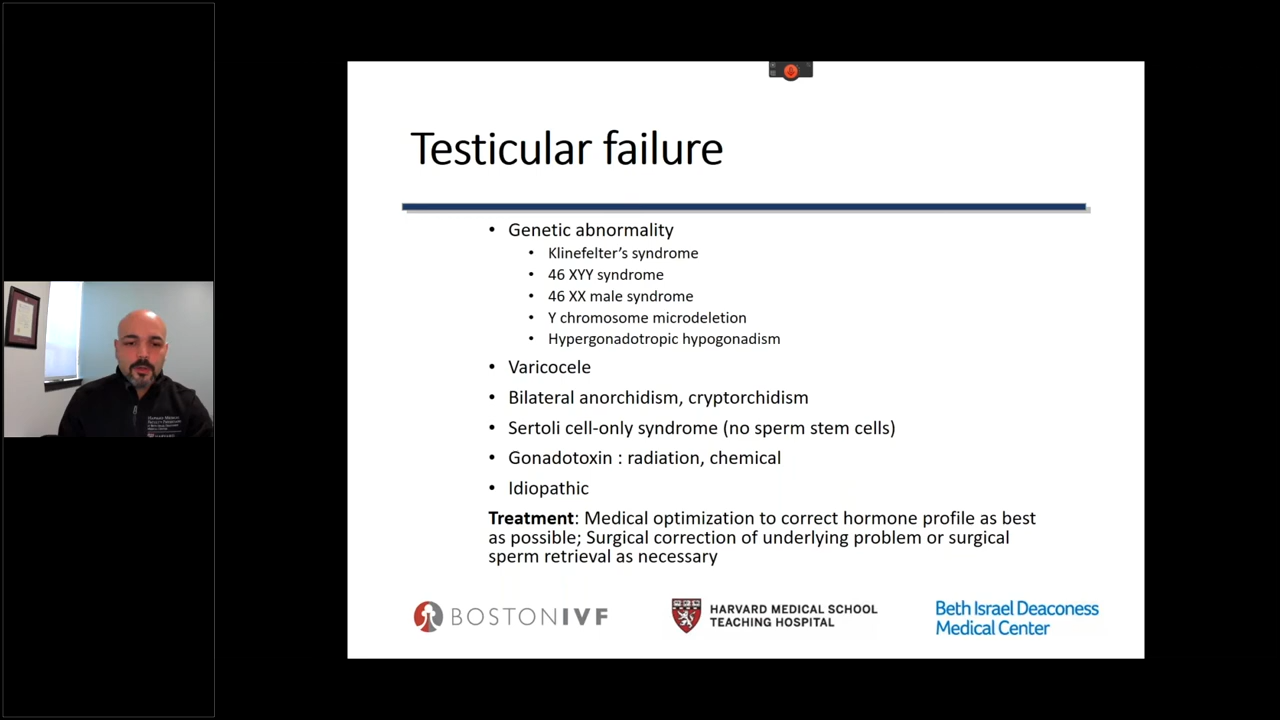 Testicular failure
• Genetic abnormality
• Klinefelter's syndrome
• 46 XYY syndrome
• 46 XX male syndrome
• Y chromosome microdeletion
• Hypergonadotropic hypogonadism
• Varicocele
• Bilateral anorchidism, cryptorchidism
• Sertoli cell-only syndrome (no sperm stem cells)
• Gonadotoxin : radiation, chemical
• Idiopathic
Treatment: Medical optimization to correct hormone profile as best
as possible; Surgical correction of underlying problem or surgical
sperm retrieval as necessary
BOSTONIVF
HARVARD MEDICAL SCHOOL
TEACHING HOSPITAL
Beth Israel Deaconess
Medical Center